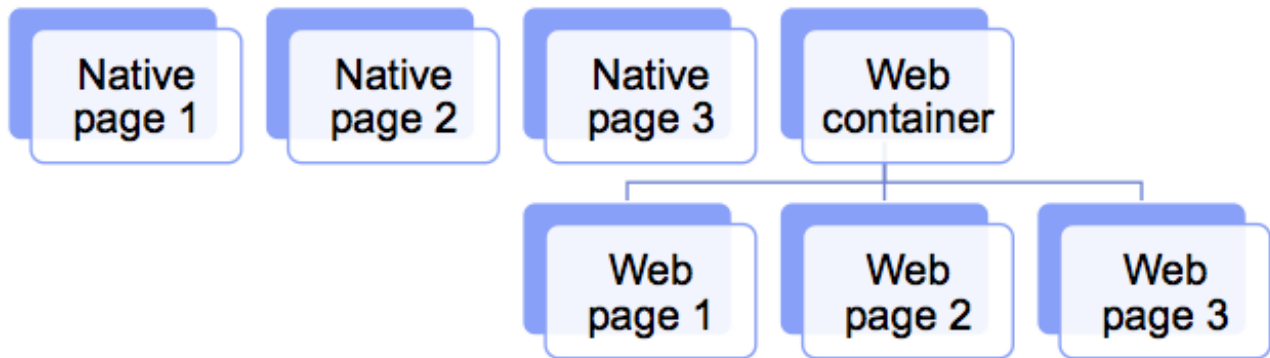 Native
page 1
Native
page 2
Native
page 3
Web
container
Web
page 1
Web
page 2
Web
page 3